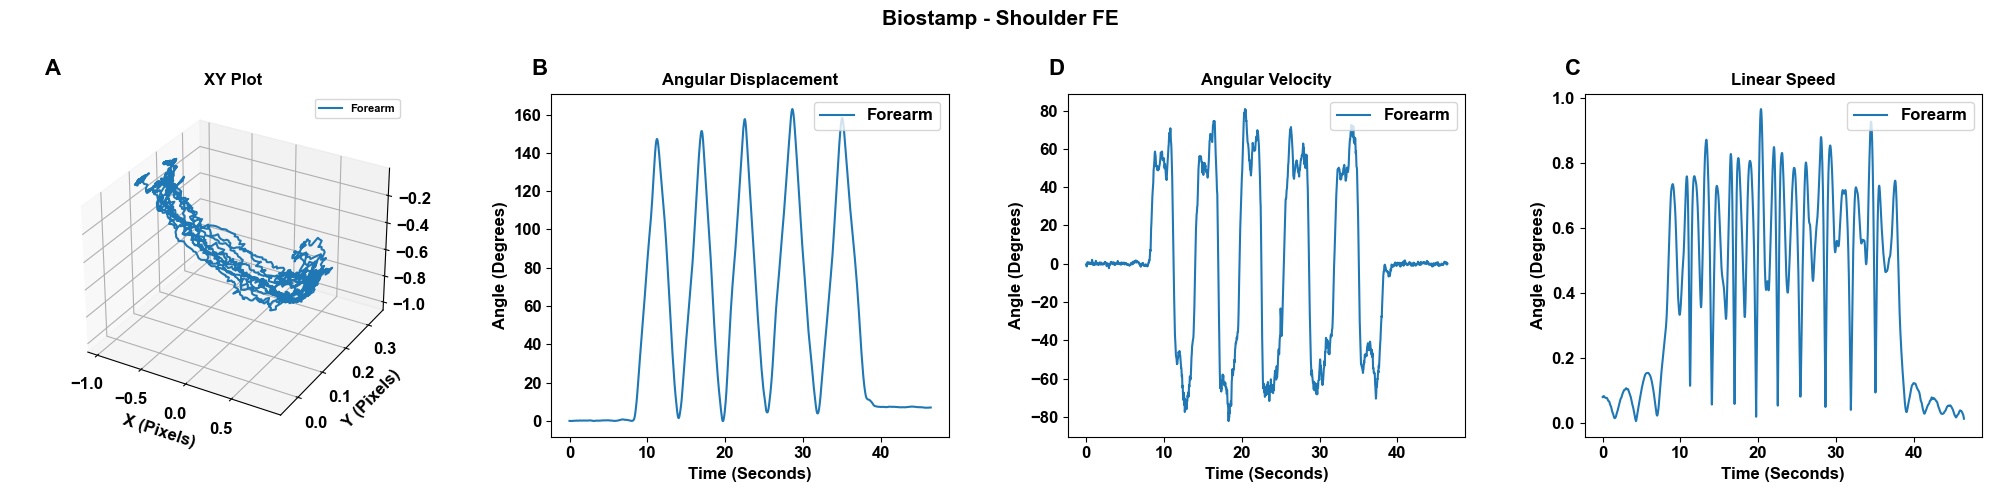 Biostamp - Shoulder FE
A
XY Plot
Forearm
−0.2
−0.4
−0.6
−0.8
−1.0
−1.0
−0.5
0.0
0.5
X (Pixels)
0.0
0.1
0.2
0.3
Y (Pixels)
B
Angular Displacement
Forearm
160
140
120
100
80
60
40
20
0
Angle (Degrees)
0
10
20
30
40
Time (Seconds)
D
Angular Velocity
Forearm
80
60
40
20
0
−20
−40
−60
−80
Angle (Degrees)
0
10
20
30
40
Time (Seconds)
C
Linear Speed
Forearm
1.0
0.8
0.6
0.4
0.2
0.0
Angle (Degrees)
0
10
20
30
40
Time (Seconds)